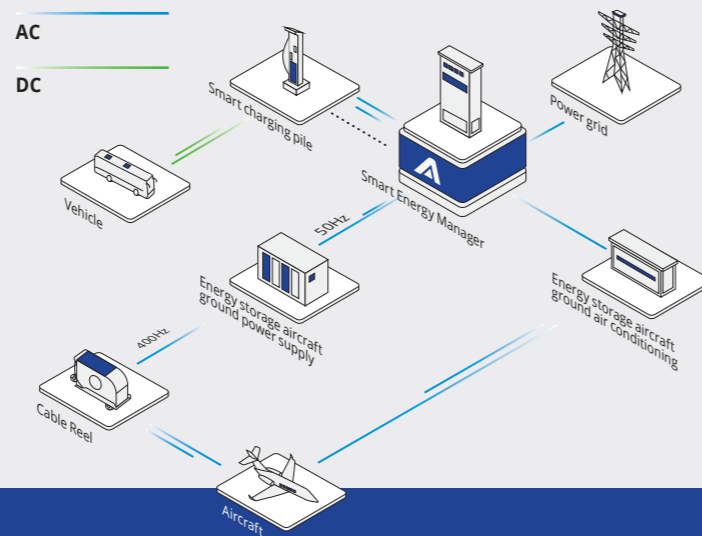 AC
DC
Smart charging pile
Power grid
Vehicle
Smart Energy Manager
50Hz
Energy storage aircraft
ground power supply
Energy storage aircraft
ground air conditioning
400Hz
Cable Reel
Aircraft